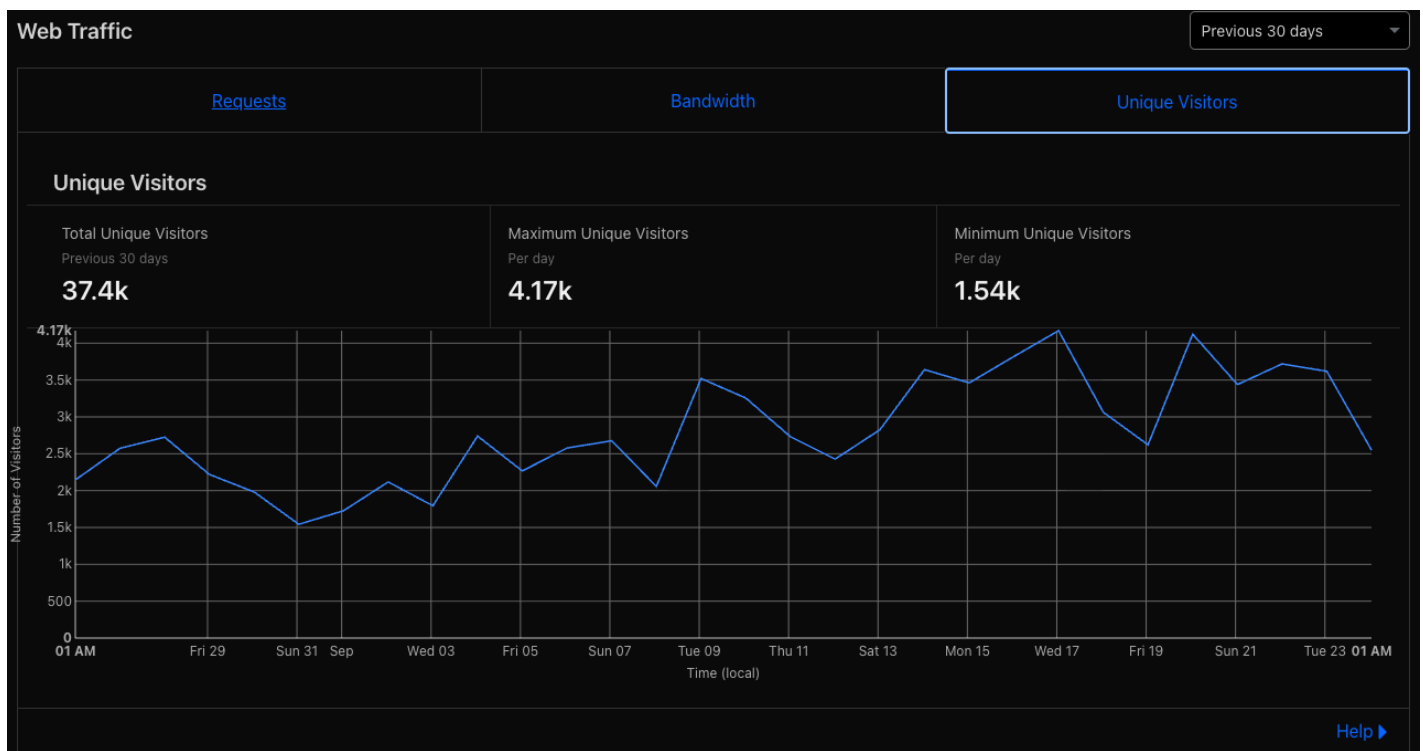 Web Traffic
Previous 30 days
Requests
Bandwidth
Unique Visitors
Unique Visitors
Total Unique Visitors
Previous 30 days
37.4k
Maximum Unique Visitors
Per day
4.17k
Minimum Unique Visitors
Per day
1.54k
4.17k
4k
3.5k
3k
2.5k
2k
1.5k
1k
500
0
Number of Visitors
01 AM Fri 29 Sun 31 Sep Wed 03 Fri 05 Sun 07 Tue 09 Thu 11 Sat 13 Mon 15 Wed 17 Fri 19 Sun 21 Tue 23 01 AM
Time (local)
Help